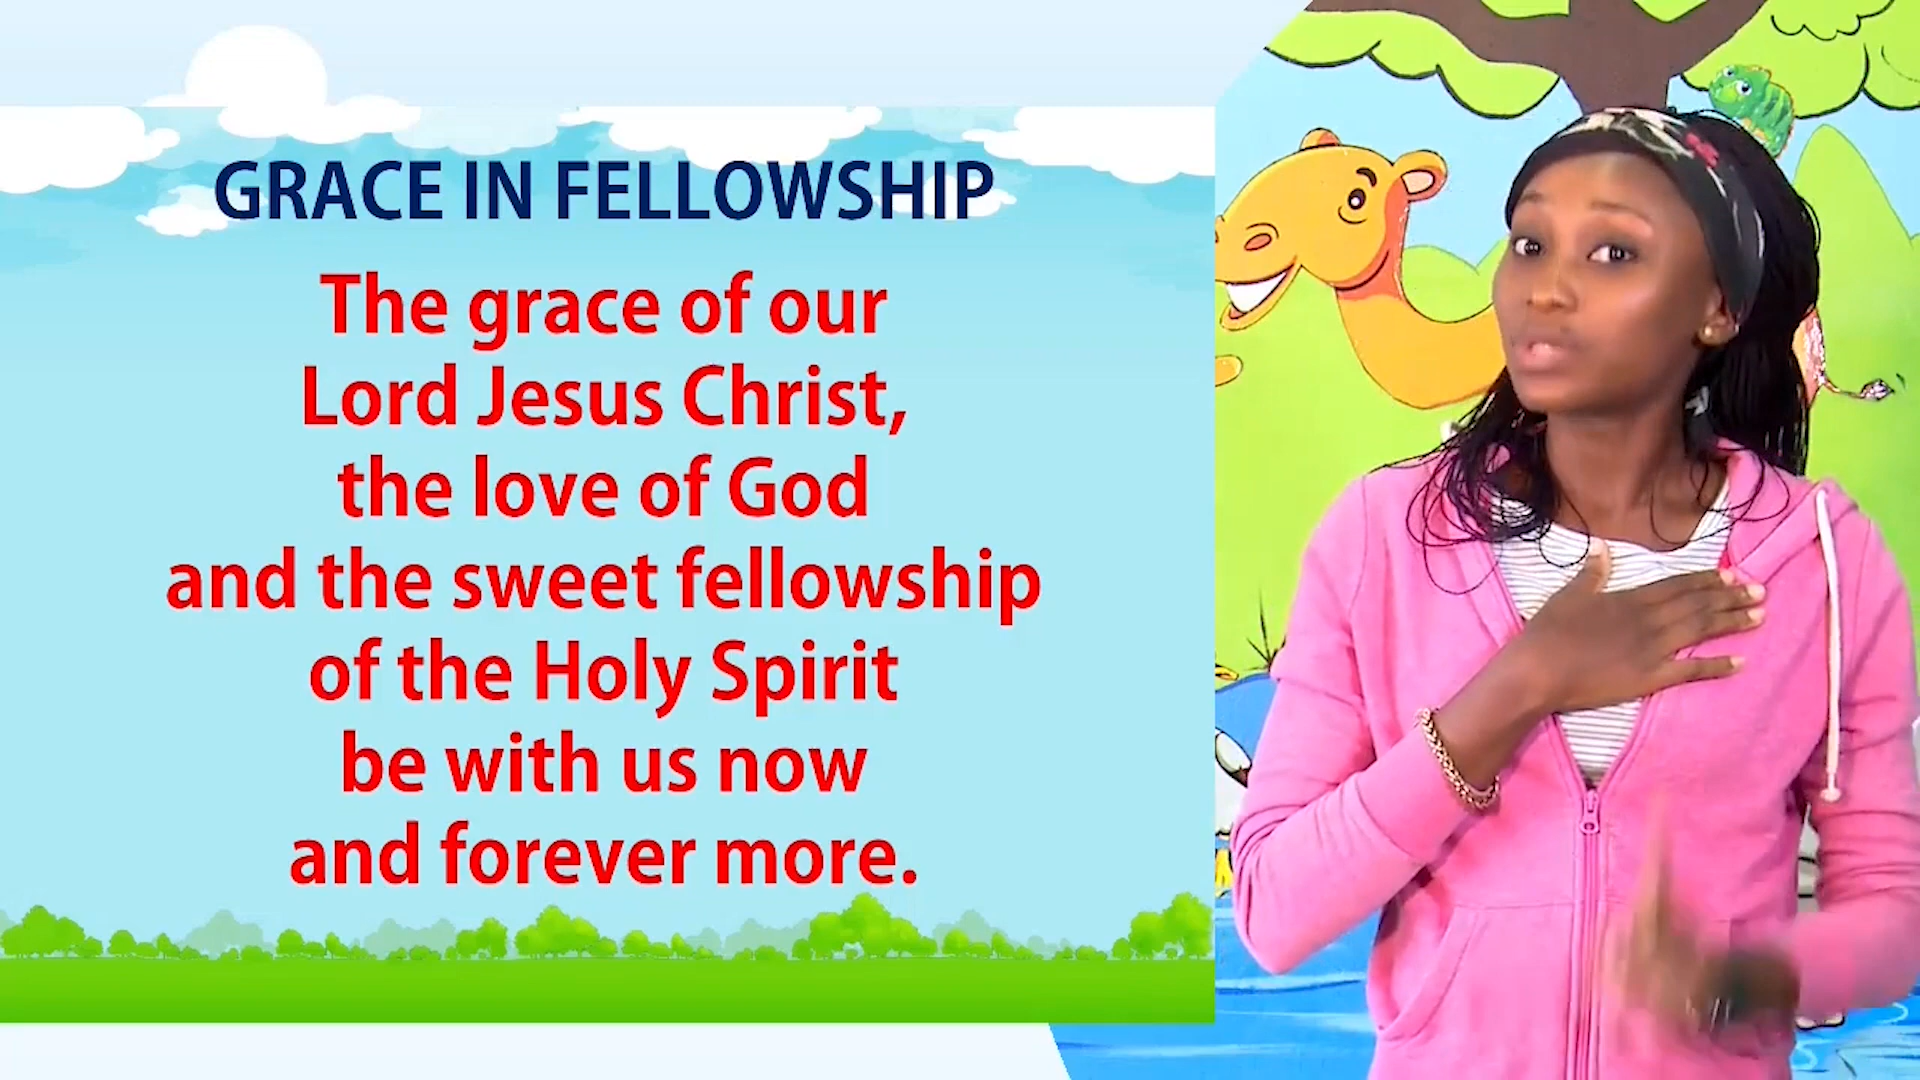 GRACE IN FELLOWSHIP
The grace of our
Lord Jesus Christ,
the love of God
and the sweet fellowship
of the Holy Spirit
be with us now
and forever more.